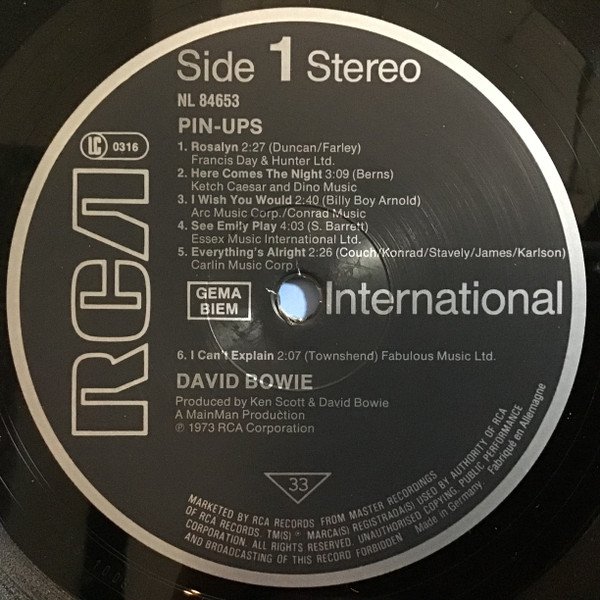 Side 1 Stereo
NL 84653
PIN-UPS
LC 0316
1. Rosalyn 2:27 (Duncan/Farley)
Francis Day & Hunter Ltd.
2. Here Comes The Night 3:09 (Berns)
Ketch Caesar and Dino Music
3. I Wish You Would 2:40 (Billy Boy Arnold)
Arc Music Corp./Conrad Music
4. See Emily Play 4:03 (S. Barrett)
Essex Music International Ltd.
5. Everything's Alright 2:26 (Couch/Konrad/Stavely/James/Karlson)
Carlin Music Corp.
RCA
GEMA
BIEM
International
6. I Can't Explain 2:07 (Townshend) Fabulous Music Ltd.
DAVID BOWIE
Produced by Ken Scott & David Bowie
A MainMan Production
℗ 1973 RCA Corporation
33
MARKETED BY RCA RECORDS FROM MASTER RECORDINGS
OF RCA RECORDS. TM(S) ® MARCA(S) REGISTRADA(S) USED BY AUTHORITY OF RCA
CORPORATION. ALL RIGHTS RESERVED. UNAUTHORISED COPYING, PUBLIC PERFORMANCE
AND BROADCASTING OF THIS RECORD FORBIDDEN
Made in Germany
Fabriqué en Allemagne